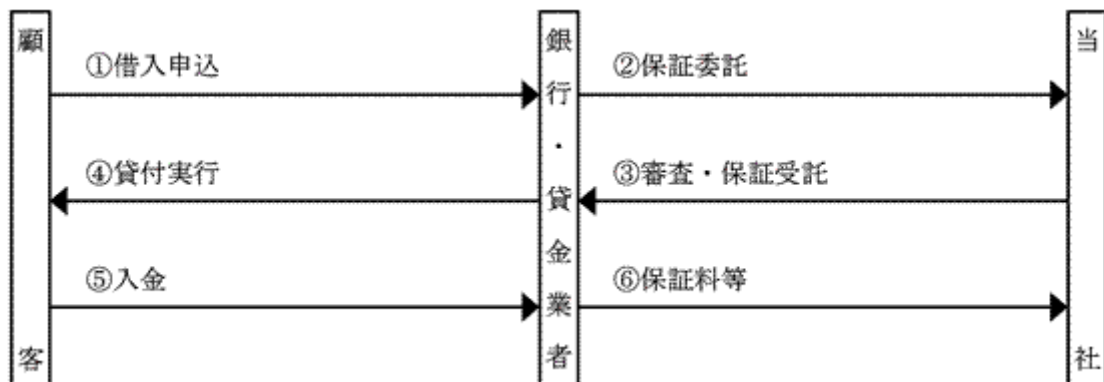 顧客
銀行・貸金業者
当社
①借入申込
②保証委託
④貸付実行
③審査・保証受託
⑤入金
⑥保証料等